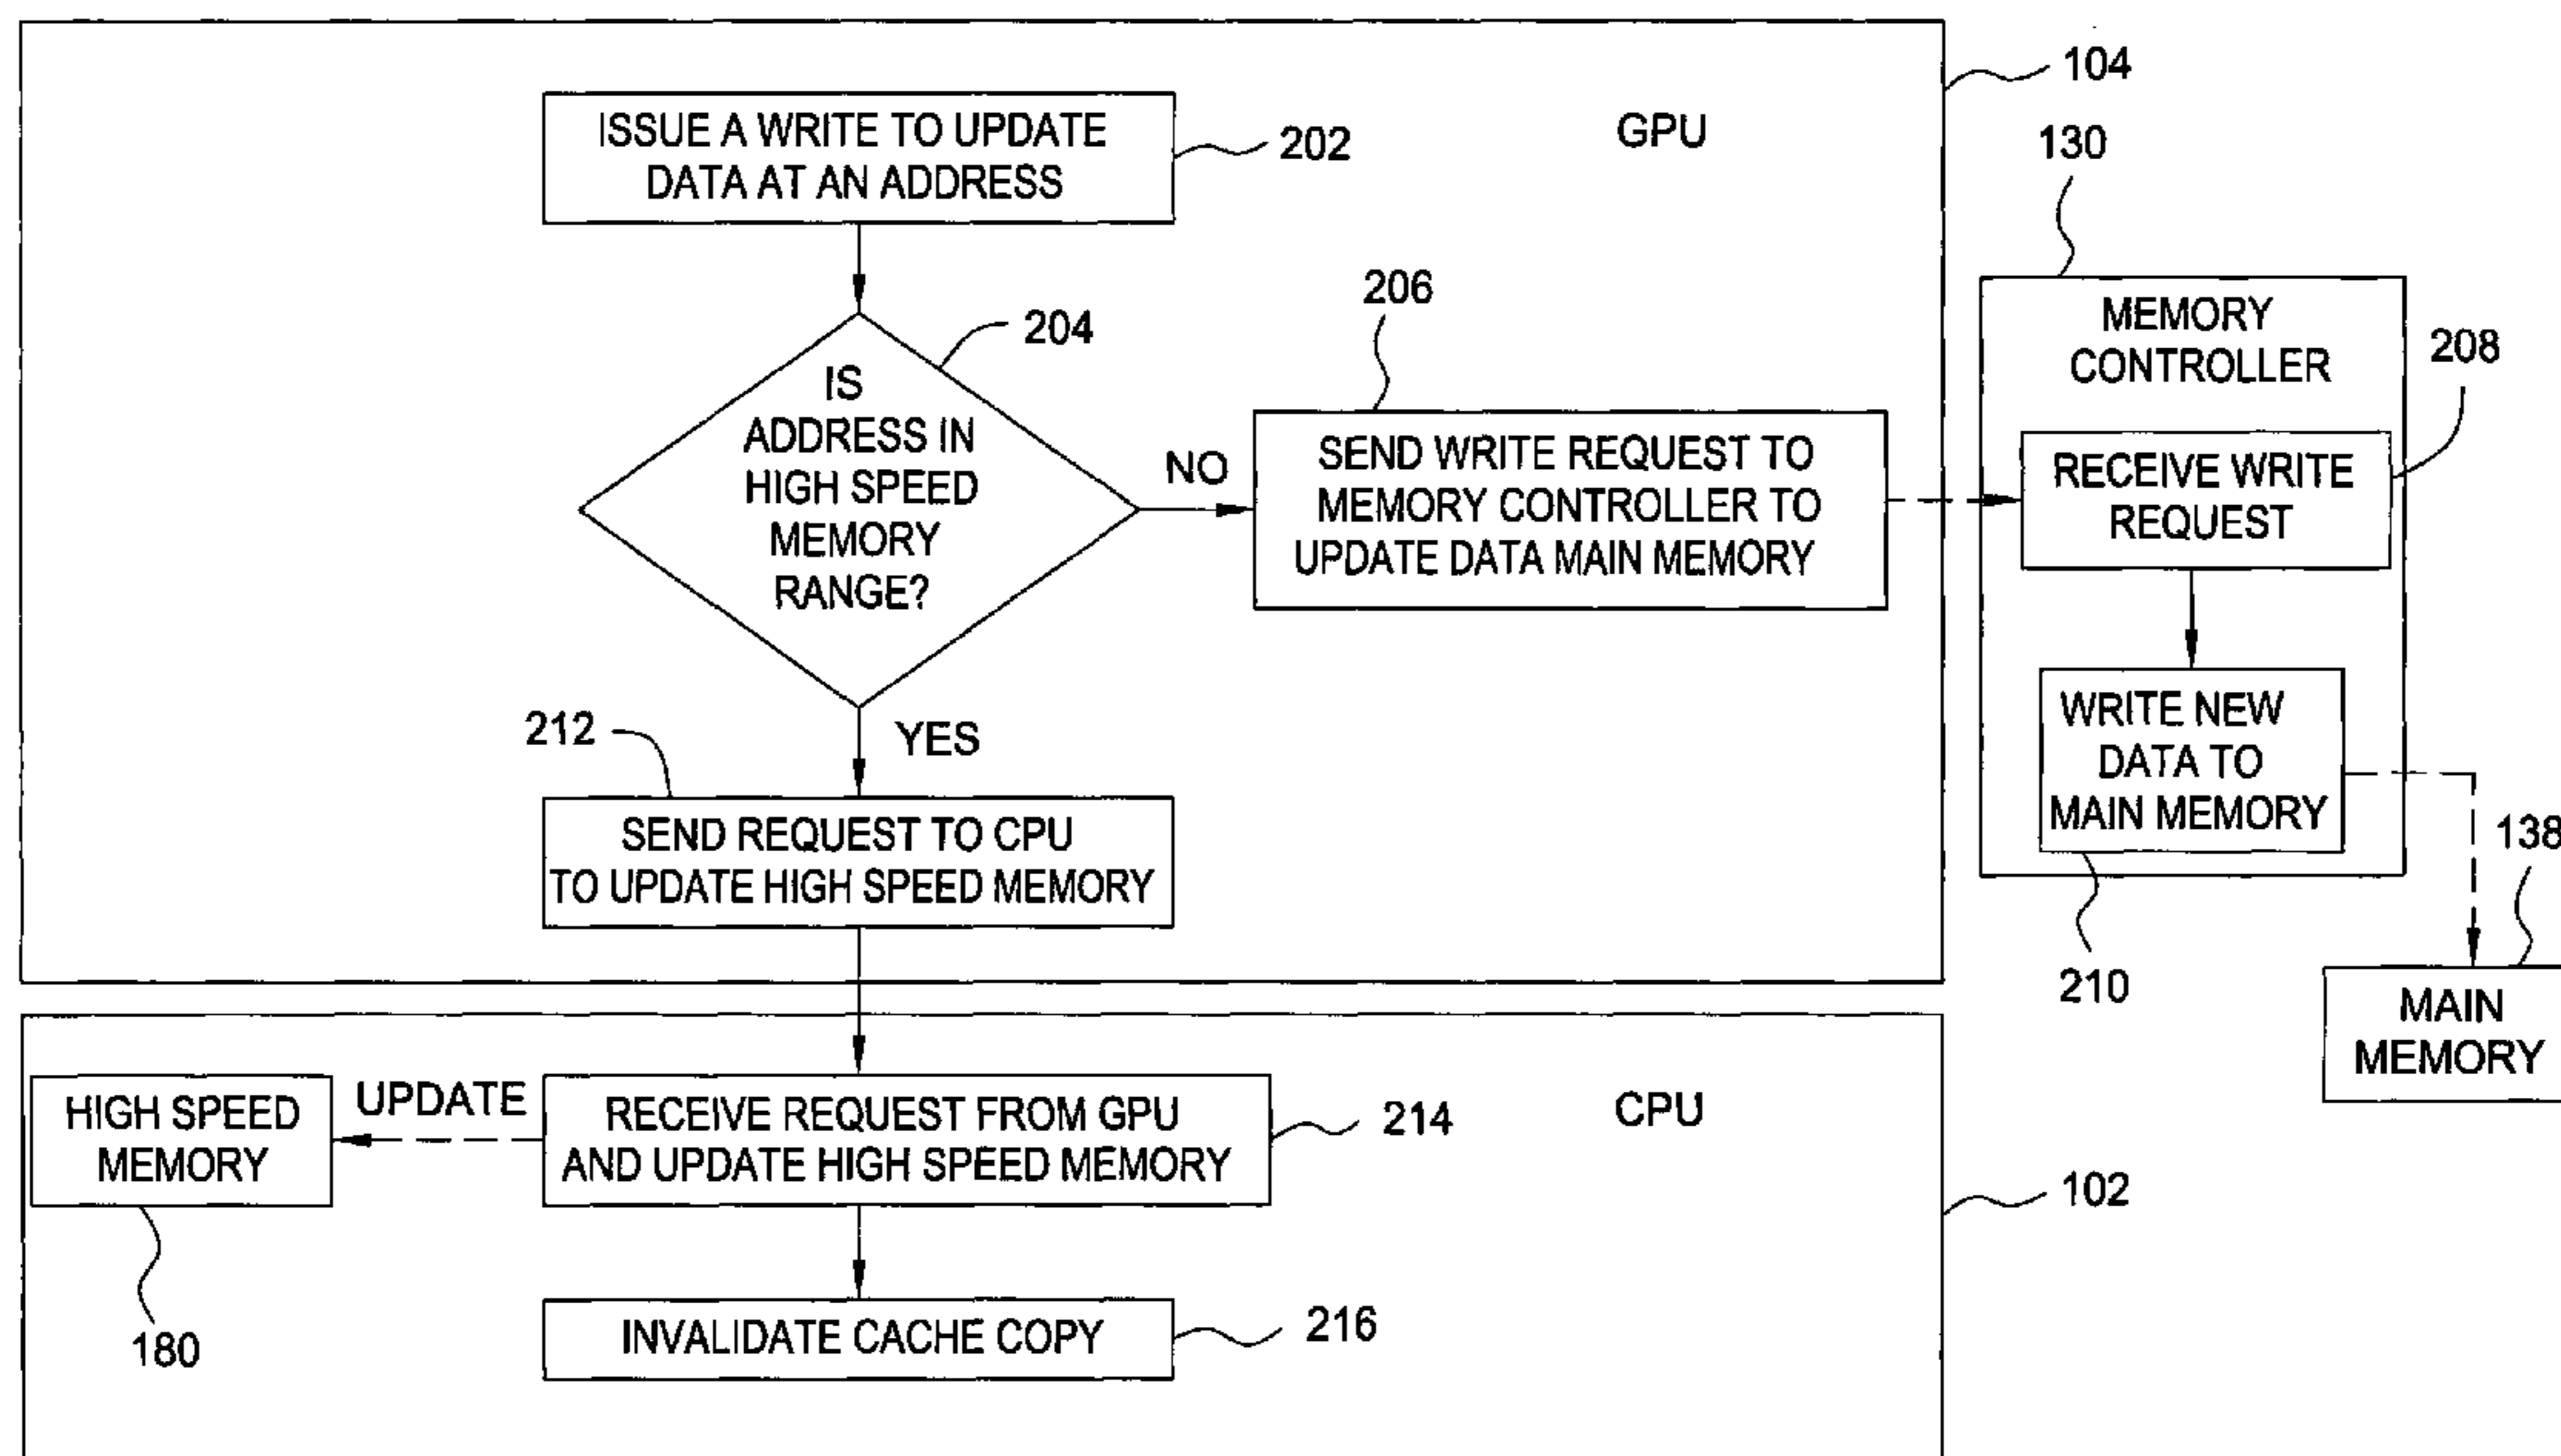 104
ISSUE A WRITE TO UPDATE
DATA AT AN ADDRESS
202
GPU
130
206
204
MEMORY
CONTROLLER
208
IS
ADDRESS IN
HIGH SPEED
MEMORY
RANGE?
NO
SEND WRITE REQUEST TO
MEMORY CONTROLLER TO
UPDATE DATA MAIN MEMORY
RECEIVE WRITE
REQUEST
212
YES
WRITE NEW
DATA TO
MAIN MEMORY
138
SEND REQUEST TO CPU
TO UPDATE HIGH SPEED MEMORY
210
MAIN
MEMORY
HIGH SPEED
MEMORY
UPDATE
RECEIVE REQUEST FROM GPU
AND UPDATE HIGH SPEED MEMORY
214
CPU
102
180
INVALIDATE CACHE COPY
216